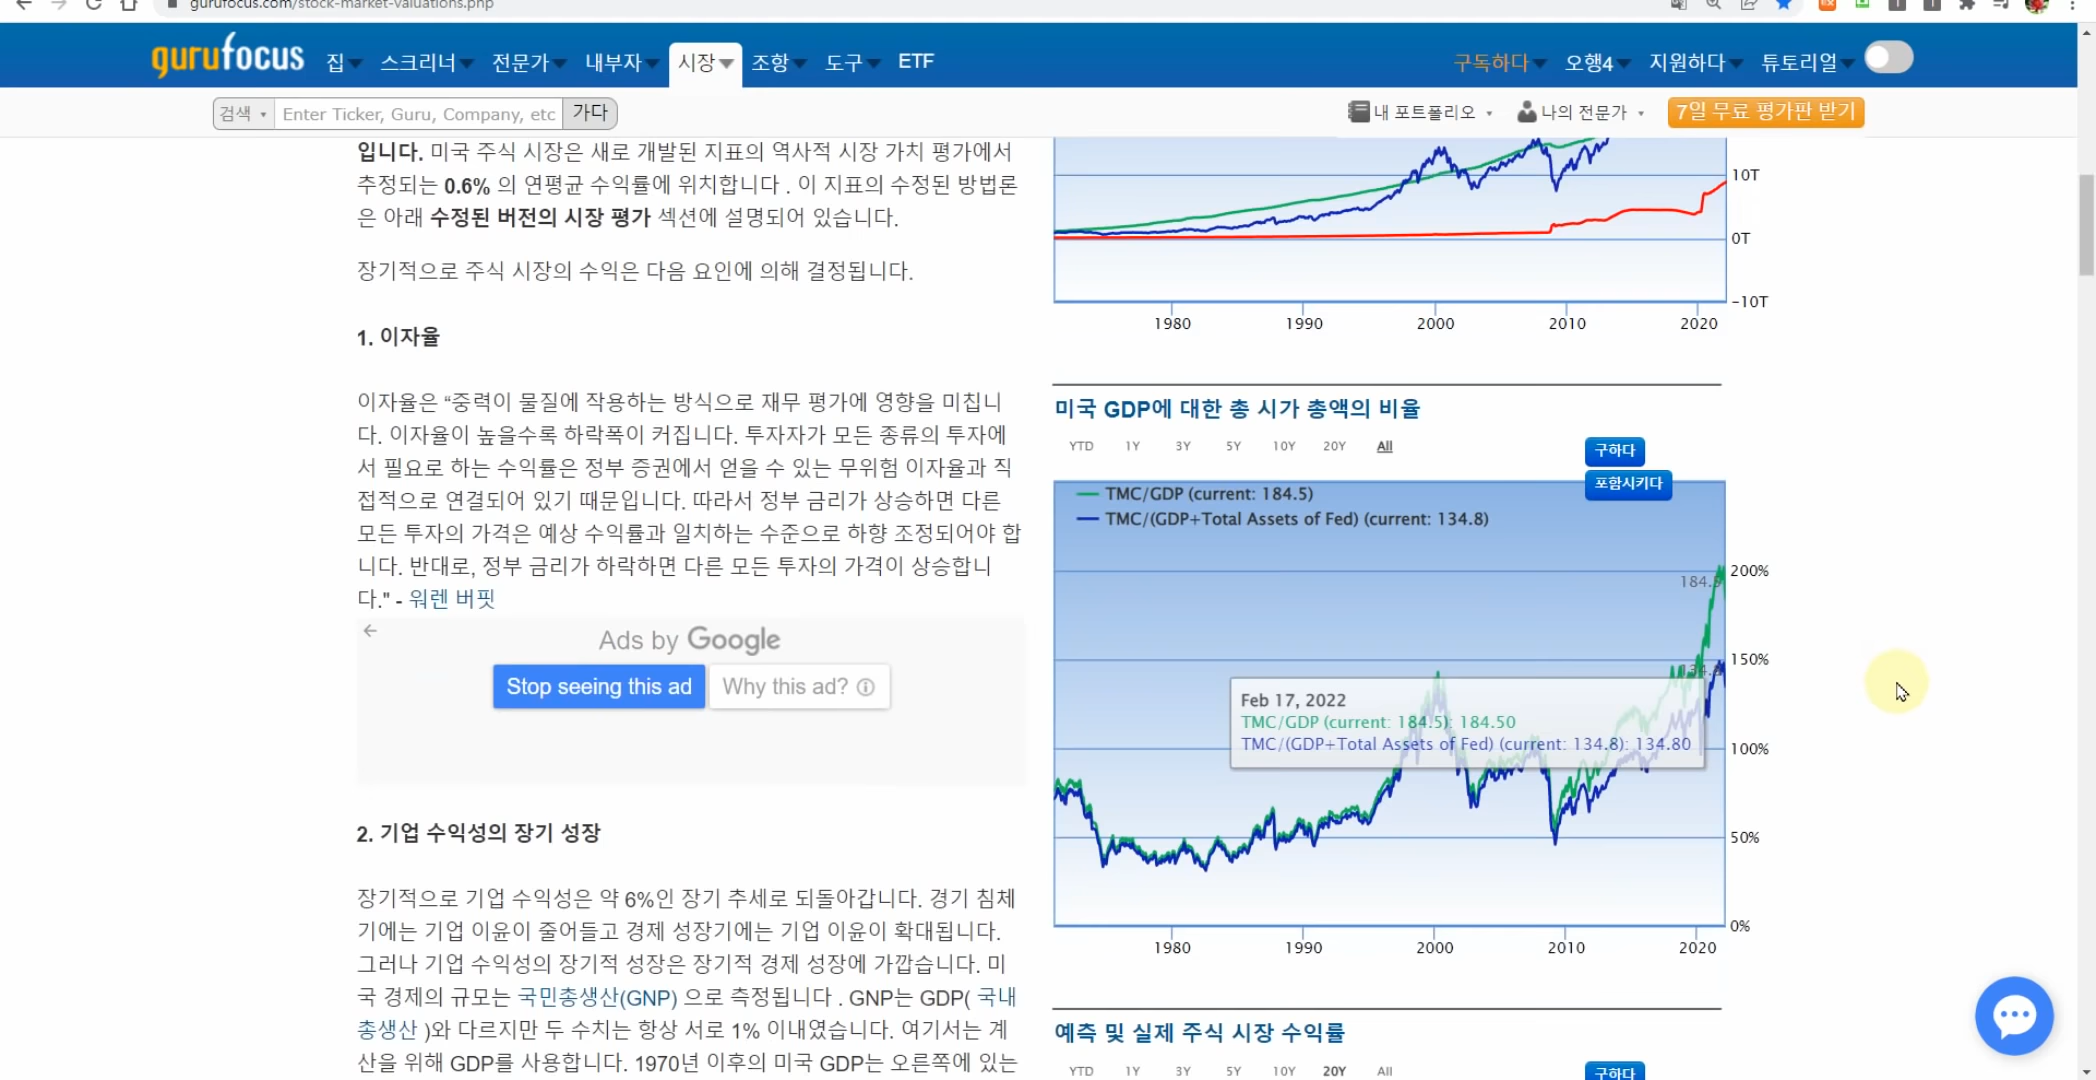 gurufocus.com/stock-market-valuations.php
gurufocus 집 스크리너 전문가 내부자 시장 조항 도구 ETF 구독하다 오행4 지원하다 튜토리얼
검색 Enter Ticker, Guru, Company, etc 가다 내 포트폴리오 나의 전문가 7일 무료 평가판 받기
입니다. 미국 주식 시장은 새로 개발된 지표의 역사적 시장 가치 평가에서
추정되는 0.6% 의 연평균 수익률에 위치합니다 . 이 지표의 수정된 방법론
은 아래 수정된 버전의 시장 평가 섹션에 설명되어 있습니다.
장기적으로 주식 시장의 수익은 다음 요인에 의해 결정됩니다.
1. 이자율
이자율은 “중력이 물질에 작용하는 방식으로 재무 평가에 영향을 미칩니
다. 이자율이 높을수록 하락폭이 커집니다. 투자자가 모든 종류의 투자에
서 필요로 하는 수익률은 정부 증권에서 얻을 수 있는 무위험 이자율과 직
접적으로 연결되어 있기 때문입니다. 따라서 정부 금리가 상승하면 다른
모든 투자의 가격은 예상 수익률과 일치하는 수준으로 하향 조정되어야 합
니다. 반대로, 정부 금리가 하락하면 다른 모든 투자의 가격이 상승합니
다." - 워렌 버핏
Ads by Google
Stop seeing this ad Why this ad?
2. 기업 수익성의 장기 성장
장기적으로 기업 수익성은 약 6%인 장기 추세로 되돌아갑니다. 경기 침체
기에는 기업 이윤이 줄어들고 경제 성장기에는 기업 이윤이 확대됩니다.
그러나 기업 수익성의 장기적 성장은 장기적 경제 성장에 가깝습니다. 미
국 경제의 규모는 국민총생산(GNP) 으로 측정됩니다 . GNP는 GDP( 국내
총생산 )와 다르지만 두 수치는 항상 서로 1% 이내였습니다. 여기서는 계
산을 위해 GDP를 사용합니다. 1970년 이후의 미국 GDP는 오른쪽에 있는
10T
0T
-10T
1980 1990 2000 2010 2020
미국 GDP에 대한 총 시가 총액의 비율
YTD 1Y 3Y 5Y 10Y 20Y All
구하다
포함시키다
TMC/GDP (current: 184.5)
TMC/(GDP+Total Assets of Fed) (current: 134.8)
200%
184.5
150%
134.8
Feb 17, 2022
TMC/GDP (current: 184.5): 184.50
TMC/(GDP+Total Assets of Fed) (current: 134.8): 134.80
100%
50%
0%
1980 1990 2000 2010 2020
예측 및 실제 주식 시장 수익률
YTD 1Y 3Y 5Y 10Y 20Y All
구하다